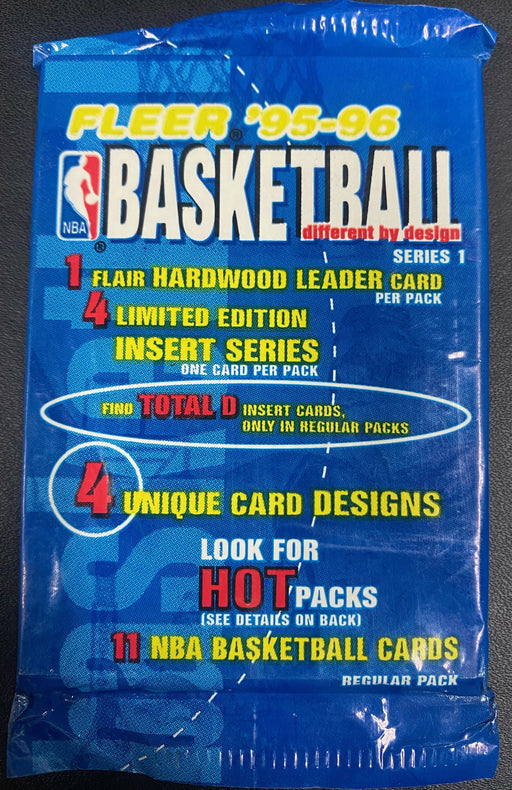 FLEER® '95-96
NBA ® BASKETBALL
different by design
SERIES 1
1 FLAIR HARDWOOD LEADER CARD
PER PACK
4 LIMITED EDITION
INSERT SERIES
ONE CARD PER PACK
FIND TOTAL D INSERT CARDS,
ONLY IN REGULAR PACKS
4 UNIQUE CARD DESIGNS
LOOK FOR
HOT PACKS
(SEE DETAILS ON BACK)
11 NBA BASKETBALL CARDS
REGULAR PACK